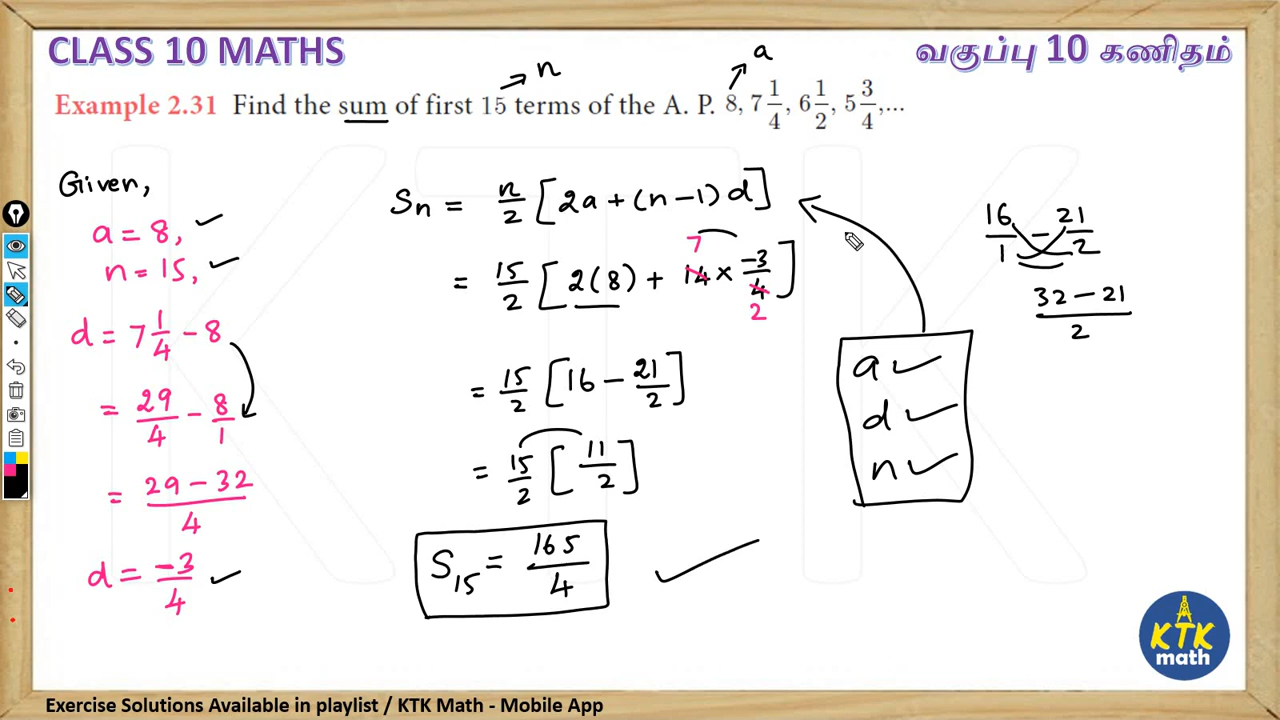 CLASS 10 MATHS
வகுப்பு 10 கணிதம்
→ n
↗ a
Example 2.31 Find the sum of first 15 terms of the A. P. 8, 7 1/4, 6 1/2, 5 3/4,...
Given,
a = 8, ✓
n = 15, ✓
d = 7 1/4 - 8
= 29/4 - 8/1
= (29 - 32)/4
d = -3/4 ✓
Sn = n/2 [2a + (n-1) d]
= 15/2 [2(8) + 14 × -3/4]
7
2
= 15/2 [16 - 21/2]
= 15/2 [11/2]
S15 = 165/4
a ✓
d ✓
n ✓
16/1 - 21/2
(32 - 21)/2
KTK
math
Exercise Solutions Available in playlist / KTK Math - Mobile App